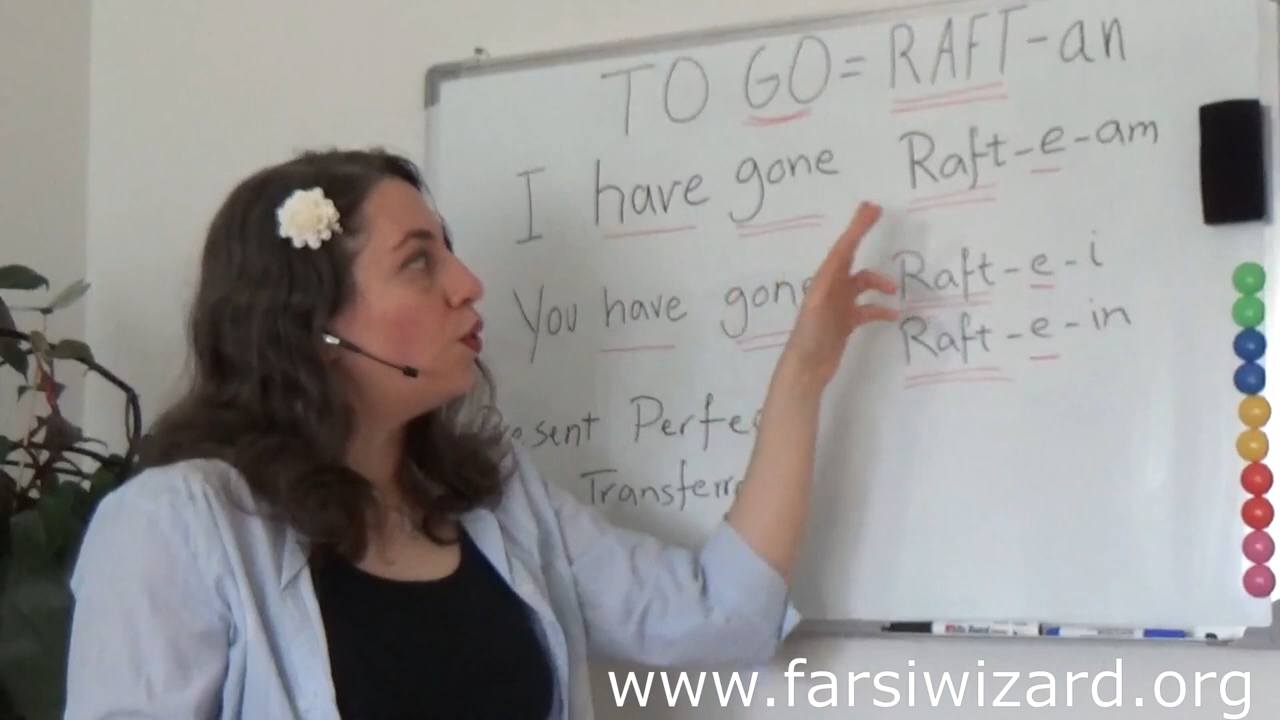 TO GO = RAFT-an
I have gone Raft-e-am
You have gone Raft-e-i
Raft-e-in
Perfe
Transferr
www.farsiwizard.org